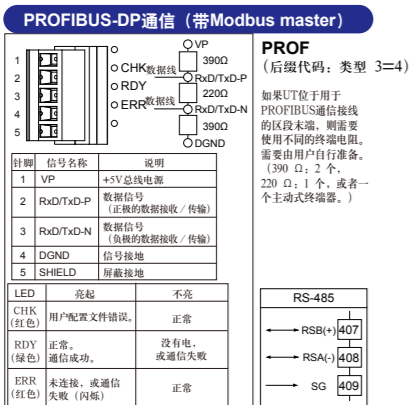 PROFIBUS-DP通信（带Modbus master）
1
2
3
4
5
CHK
RDY
ERR
数据线
数据线
VP
390Ω
RxD/TxD-P
220Ω
RxD/TxD-N
390Ω
DGND
PROF
（后缀代码：类型 3=4）
如果UT位于用于
PROFIBUS通信接线
的区段末端，则需要
使用不同的终端电阻。
需要由用户自行准备。
（390 Ω：2 个，
220 Ω：1 个，或者一
个主动式终端器。）
针脚 信号名称 说明
1 VP +5V总线电源
2 RxD/TxD-P 数据信号
（正极的数据接收／传输）
3 RxD/TxD-N 数据信号
（负极的数据接收／传输）
4 DGND 信号接地
5 SHIELD 屏蔽接地
LED 亮起 不亮
CHK
(红色) 用户配置文件错误。 正常
RDY
(绿色) 正常。
通信成功。 没有电，
或通信失败
ERR
(红色) 未连接，或通信
失败（闪烁） 正常
RS-485
RSB(+) 407
RSA(-) 408
SG 409